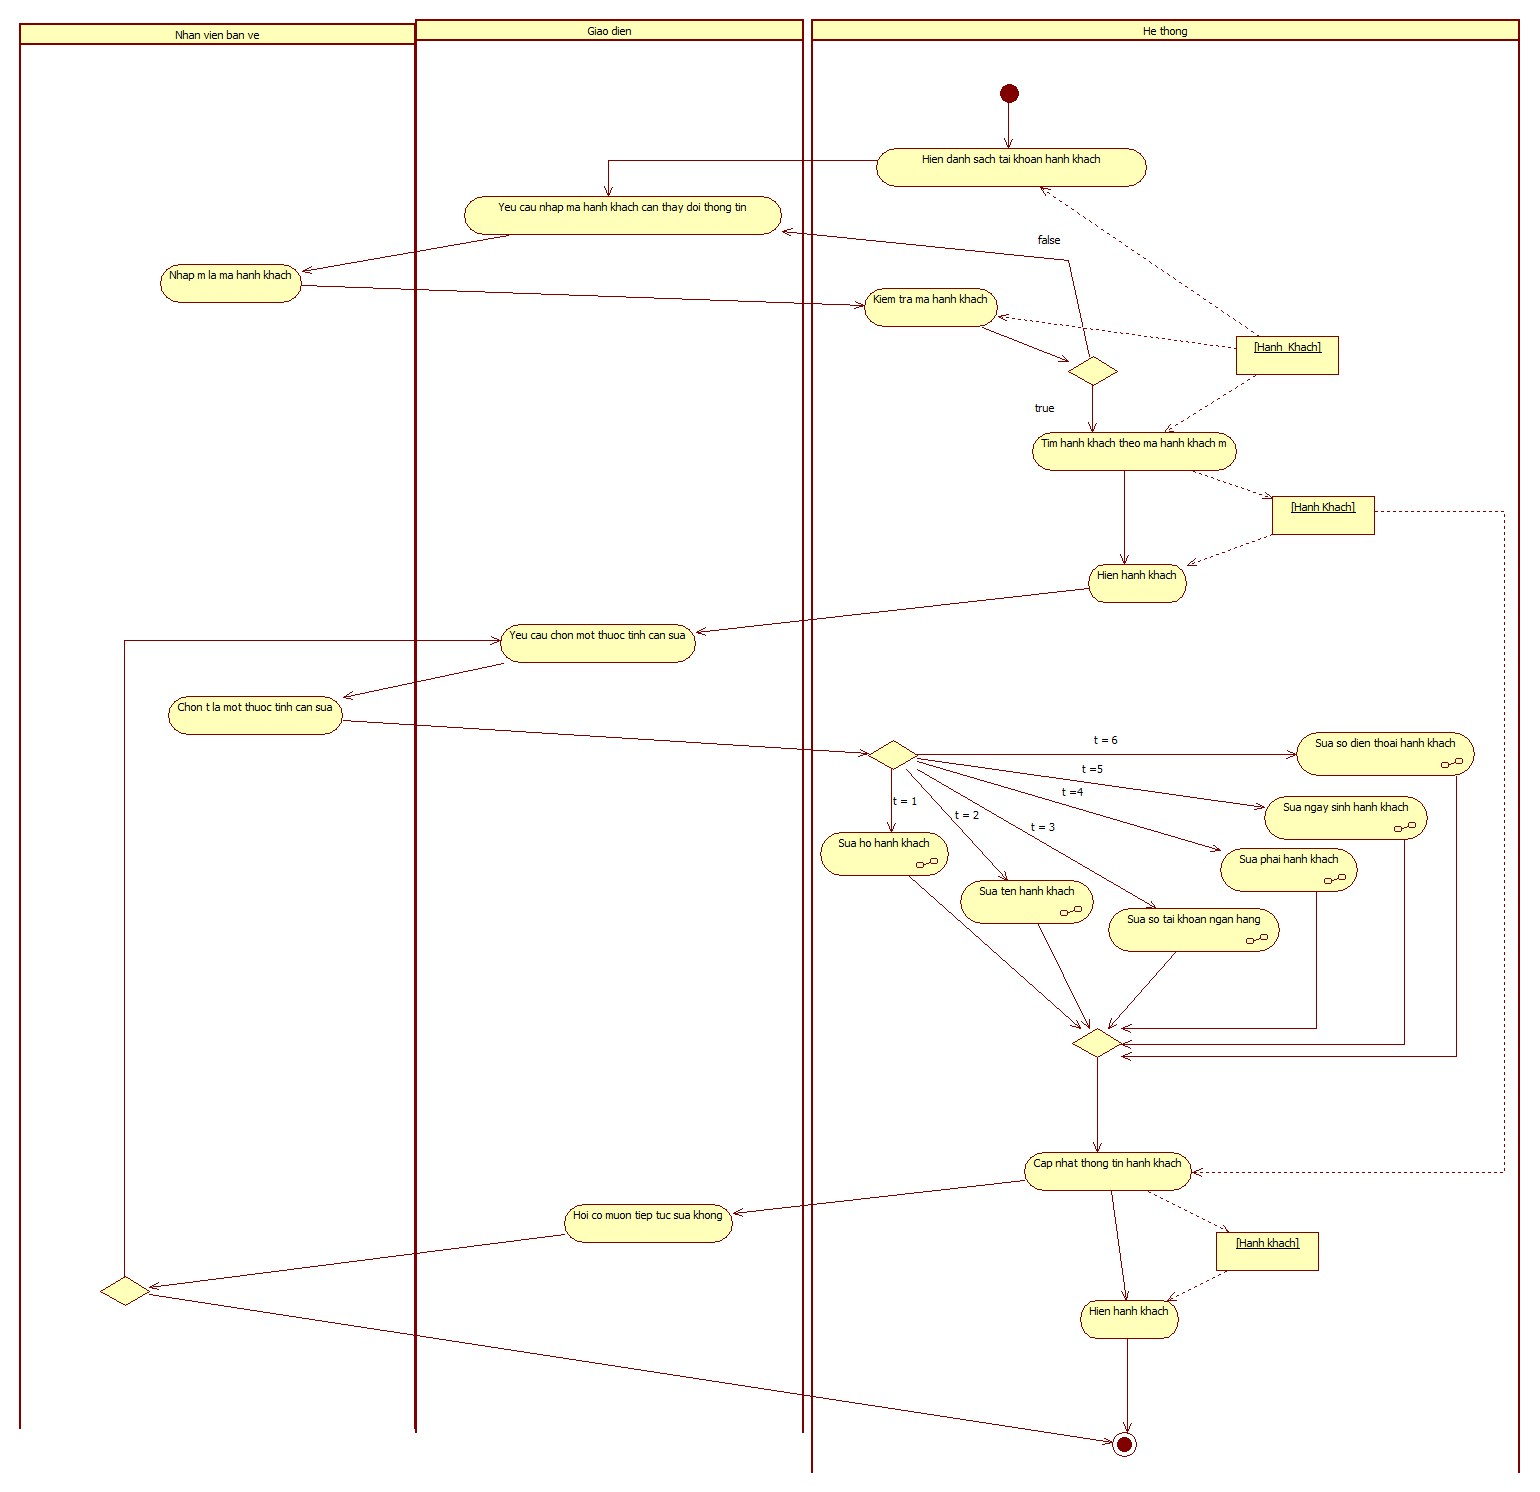 Nhan vien ban ve
Giao dien
He thong
Hien danh sach tai khoan hanh khach
Yeu cau nhap ma hanh khach can thay doi thong tin
false
Nhap m la ma hanh khach
Kiem tra ma hanh khach
[Hanh Khach]
true
Tim hanh khach theo ma hanh khach m
[Hanh Khach]
Hien hanh khach
Yeu cau chon mot thuoc tinh can sua
Chon t la mot thuoc tinh can sua
t = 6
Sua so dien thoai hanh khach
t =5
t =4
t = 1
Sua ngay sinh hanh khach
t = 2
t = 3
Sua ho hanh khach
Sua phai hanh khach
Sua ten hanh khach
Sua so tai khoan ngan hang
Cap nhat thong tin hanh khach
Hoi co muon tiep tuc sua khong
[Hanh khach]
Hien hanh khach